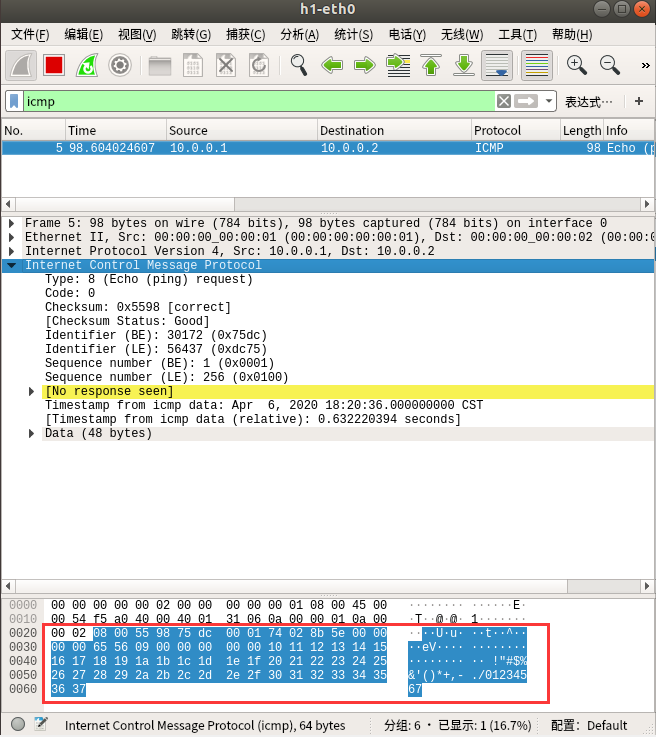 h1-eth0
文件(F) 编辑(E) 视图(V) 跳转(G) 捕获(C) 分析(A) 统计(S) 电话(Y) 无线(W) 工具(T) 帮助(H)
icmp 表达式… +
No. Time Source Destination Protocol Length Info
5 98.604024607 10.0.0.1 10.0.0.2 ICMP 98 Echo (p
Frame 5: 98 bytes on wire (784 bits), 98 bytes captured (784 bits) on interface 0
Ethernet II, Src: 00:00:00_00:00:01 (00:00:00:00:00:01), Dst: 00:00:00_00:00:02 (00:00:0
Internet Protocol Version 4, Src: 10.0.0.1, Dst: 10.0.0.2
Internet Control Message Protocol
Type: 8 (Echo (ping) request)
Code: 0
Checksum: 0x5598 [correct]
[Checksum Status: Good]
Identifier (BE): 30172 (0x75dc)
Identifier (LE): 56437 (0xdc75)
Sequence number (BE): 1 (0x0001)
Sequence number (LE): 256 (0x0100)
[No response seen]
Timestamp from icmp data: Apr  6, 2020 18:20:36.000000000 CST
[Timestamp from icmp data (relative): 0.632220394 seconds]
Data (48 bytes)
0000 00 00 00 00 00 02 00 00 00 00 00 01 08 00 45 00 ········ ······E·
0010 00 54 f5 a0 40 00 40 01 31 06 0a 00 00 01 0a 00 ·T··@·@· 1·······
0020 00 02 08 00 55 98 75 dc 00 01 74 02 8b 5e 00 00 ····U·u· ··t··^··
0030 00 00 65 56 09 00 00 00 00 00 10 11 12 13 14 15 ··eV···· ········
0040 16 17 18 19 1a 1b 1c 1d 1e 1f 20 21 22 23 24 25 ········ ·· !"#$%
0050 26 27 28 29 2a 2b 2c 2d 2e 2f 30 31 32 33 34 35 &'()*+,- ./012345
0060 36 37 67
Internet Control Message Protocol (icmp), 64 bytes 分组: 6 · 已显示: 1 (16.7%) 配置: Default